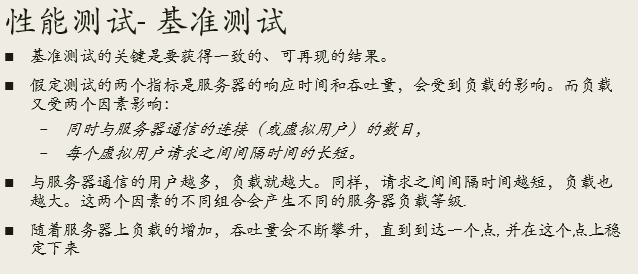 性能测试- 基准测试
■ 基准测试的关键是要获得一致的、可再现的结果。
■ 假定测试的两个指标是服务器的响应时间和吞吐量，会受到负载的影响。而负载
又受两个因素影响：
– 同时与服务器通信的连接（或虚拟用户）的数目，
– 每个虚拟用户请求之间间隔时间的长短。
■ 与服务器通信的用户越多，负载就越大。同样，请求之间间隔时间越短，负载也
越大。这两个因素的不同组合会产生不同的服务器负载等级.
■ 随着服务器上负载的增加，吞吐量会不断攀升，直到到达一个点, 并在这个点上稳
定下来